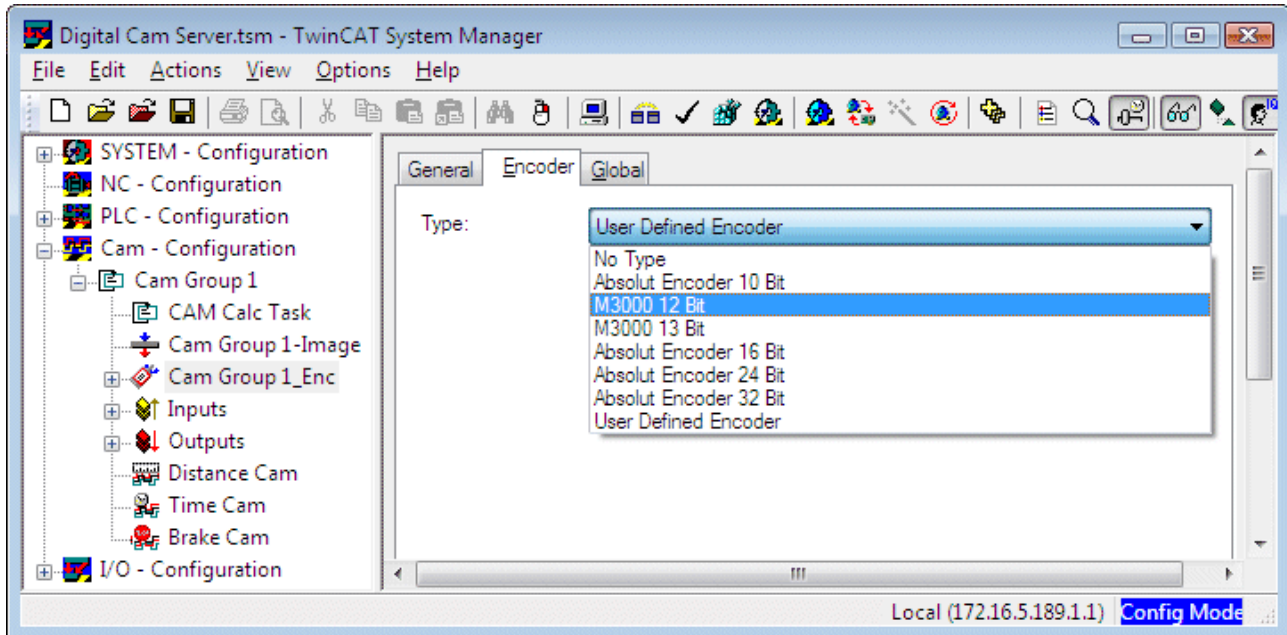 Digital Cam Server.tsm - TwinCAT System Manager
File Edit Actions View Options Help
SYSTEM - Configuration
NC - Configuration
PLC - Configuration
Cam - Configuration
Cam Group 1
CAM Calc Task
Cam Group 1-Image
Cam Group 1_Enc
Inputs
Outputs
Distance Cam
Time Cam
Brake Cam
I/O - Configuration
General Encoder Global
Type:
User Defined Encoder
No Type
Absolut Encoder 10 Bit
M3000 12 Bit
M3000 13 Bit
Absolut Encoder 16 Bit
Absolut Encoder 24 Bit
Absolut Encoder 32 Bit
User Defined Encoder
Local (172.16.5.189.1.1) Config Mode